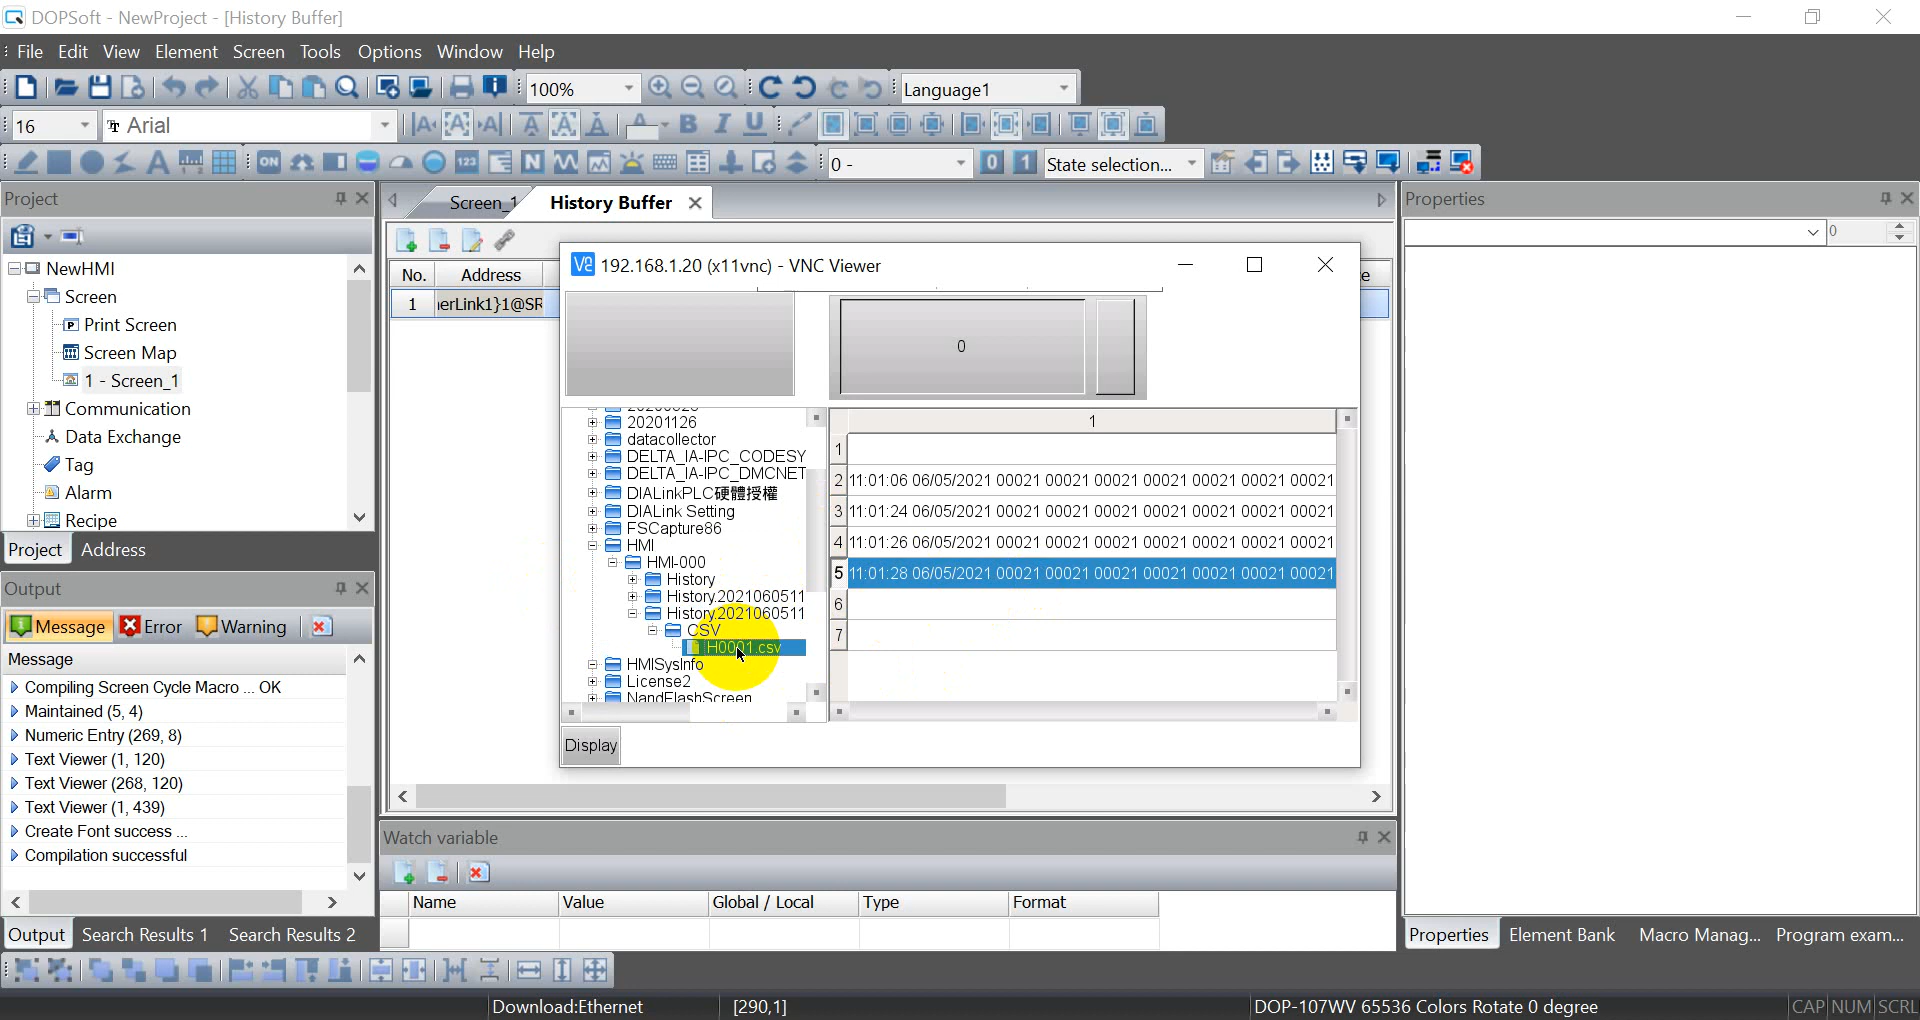 DOPSoft - NewProject - [History Buffer]
File Edit View Element Screen Tools Options Window Help
100% Language1
16 Arial
0 - State selection...
Project
NewHMI
Screen
Print Screen
Screen Map
1 - Screen_1
Communication
Data Exchange
Tag
Alarm
Recipe
Project Address
Output
Message Error Warning
Message
Compiling Screen Cycle Macro ... OK
Maintained (5, 4)
Numeric Entry (269, 8)
Text Viewer (1, 120)
Text Viewer (268, 120)
Text Viewer (1, 439)
Create Font success ...
Compilation successful
Output Search Results 1 Search Results 2
Screen_1 History Buffer
No. Address
1 erLink1}1@SR
192.168.1.20 (x11vnc) - VNC Viewer
0
20201126
datacollector
DELTA_IA-IPC_CODESY
DELTA_IA-IPC_DMCNET
DIALinkPLC硬體授權
DIALink Setting
FSCapture86
HMI
HMI-000
History
History.2021060511
History.2021060511
CSV
H0001.csv
HMISysInfo
License2
NandFlashScreen
1
1
2 11:01:06 06/05/2021 00021 00021 00021 00021 00021 00021 00021
3 11:01:24 06/05/2021 00021 00021 00021 00021 00021 00021 00021
4 11:01:26 06/05/2021 00021 00021 00021 00021 00021 00021 00021
5 11:01:28 06/05/2021 00021 00021 00021 00021 00021 00021 00021
6
7
Display
Watch variable
Name Value Global / Local Type Format
Properties
0
Properties Element Bank Macro Manag... Program exam...
Download:Ethernet [290,1] DOP-107WV 65536 Colors Rotate 0 degree CAP NUM SCRL